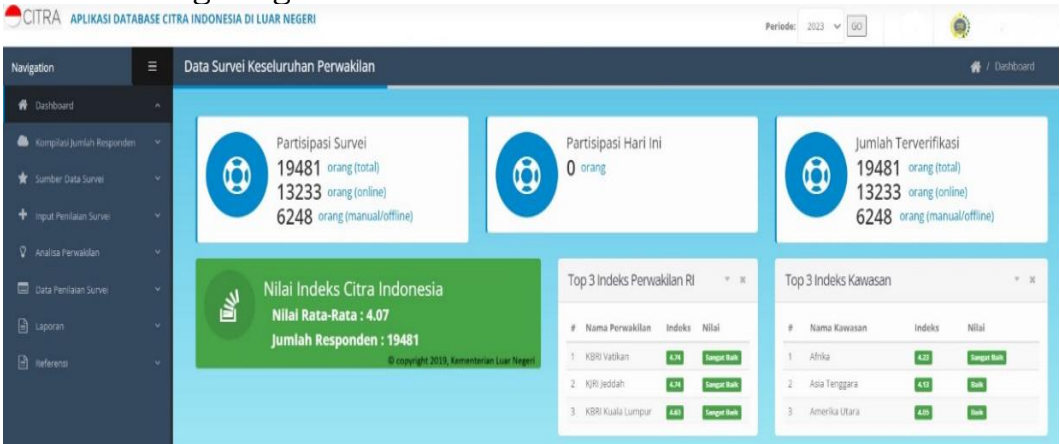 CITRA APLIKASI DATABASE CITRA INDONESIA DI LUAR NEGERI
Periode: 2023 GO
Navigation
Data Survei Keseluruhan Perwakilan
/ Dashboard
Dashboard
Kompilasi Jumlah Responden
Sumber Data Survei
Input Penilaian Survei
Analisa Perwakilan
Data Penilaian Survei
Laporan
Referensi
Partisipasi Survei
19481 orang (total)
13233 orang (online)
6248 orang (manual/offline)
Partisipasi Hari Ini
0 orang
Jumlah Terverifikasi
19481 orang (total)
13233 orang (online)
6248 orang (manual/offline)
Nilai Indeks Citra Indonesia
Nilai Rata-Rata : 4.07
Jumlah Responden : 19481
© copyright 2019, Kementerian Luar Negeri
Top 3 Indeks Perwakilan RI
# Nama Perwakilan Indeks Nilai
1 KBRI Vatikan 4.74 Sangat Baik
2 KJRI Jeddah 4.74 Sangat Baik
3 KBRI Kuala Lumpur 4.63 Sangat Baik
Top 3 Indeks Kawasan
# Nama Kawasan Indeks Nilai
1 Afrika 4.23 Sangat Baik
2 Asia Tenggara 4.13 Baik
3 Amerika Utara 4.05 Baik